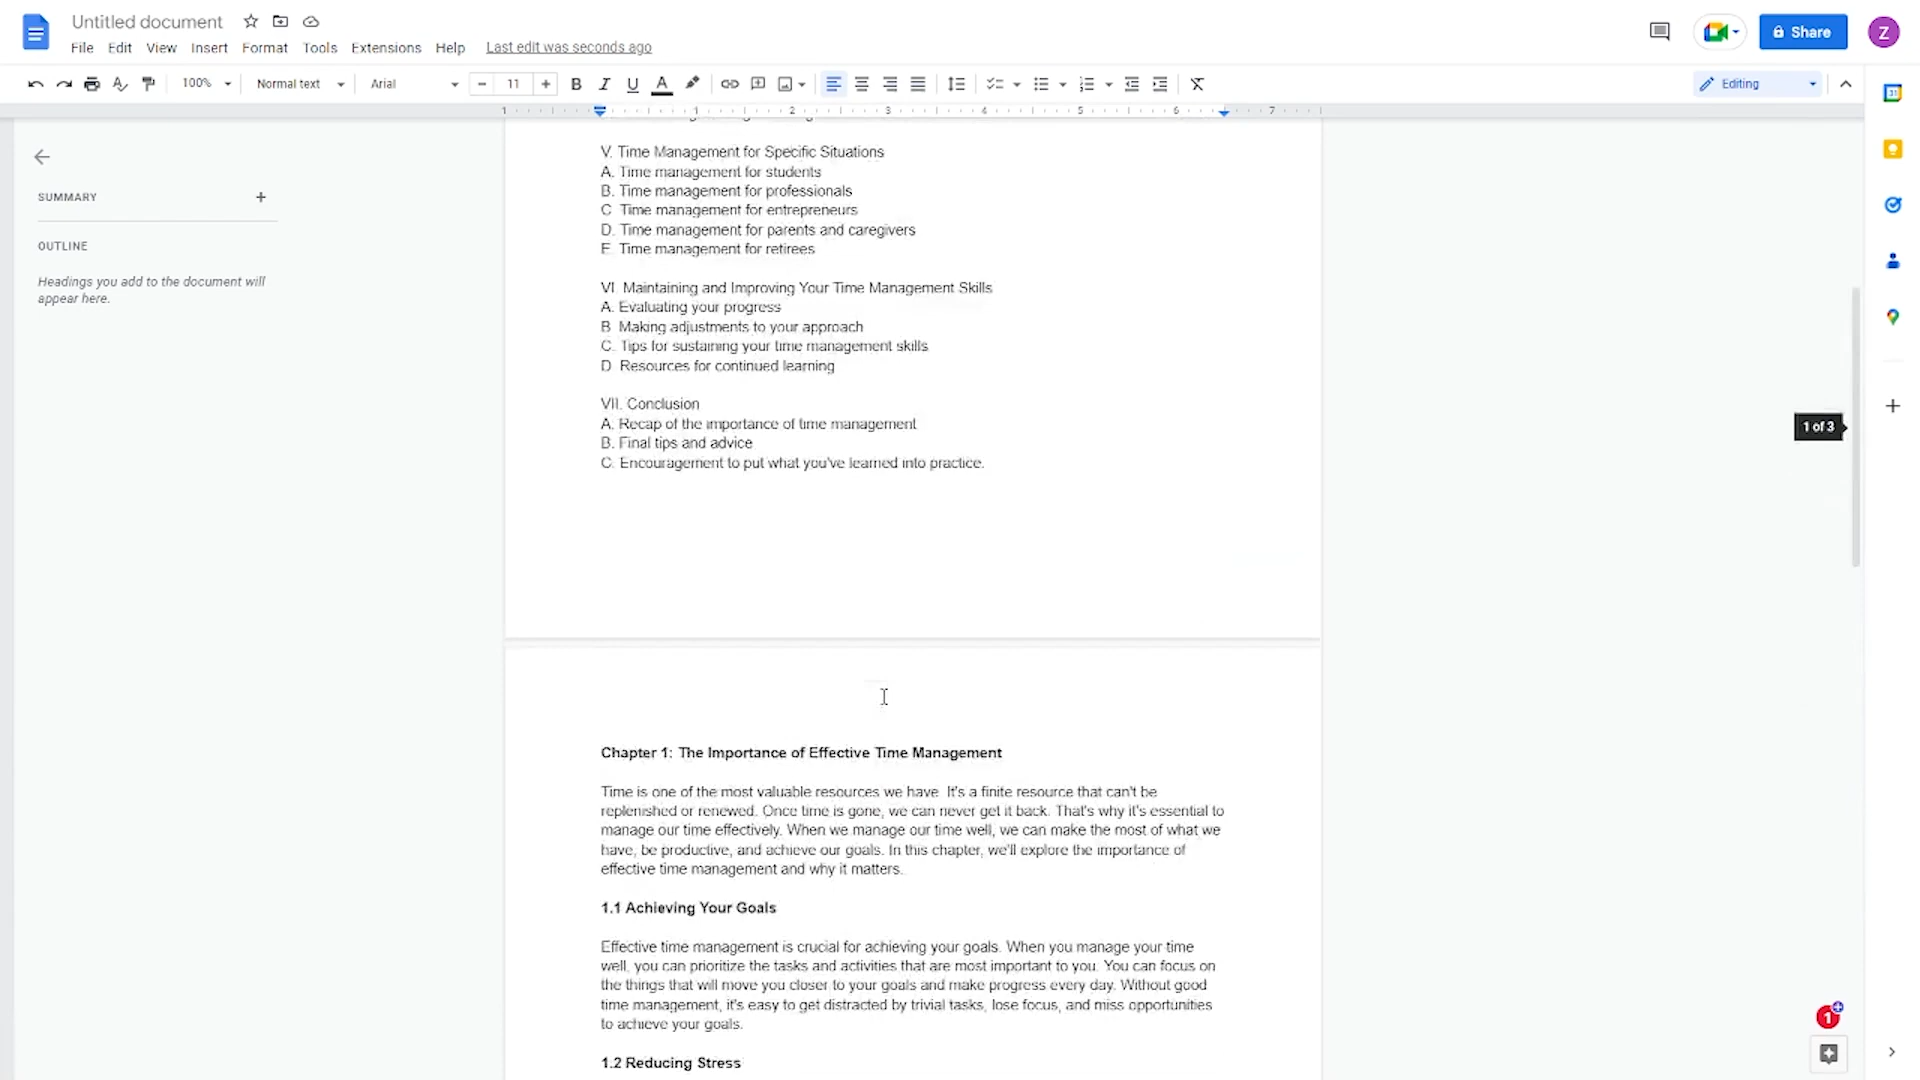 Untitled document
File Edit View Insert Format Tools Extensions Help Last edit was seconds ago
Share
Z
100% Normal text Arial 11 Editing
1 1 2 3 4 5 6 7
SUMMARY
OUTLINE
Headings you add to the document will
appear here.
V. Time Management for Specific Situations
A. Time management for students
B. Time management for professionals
C. Time management for entrepreneurs
D. Time management for parents and caregivers
E. Time management for retirees
VI. Maintaining and Improving Your Time Management Skills
A. Evaluating your progress
B. Making adjustments to your approach
C. Tips for sustaining your time management skills
D. Resources for continued learning
VII. Conclusion
A. Recap of the importance of time management
B. Final tips and advice
C. Encouragement to put what you've learned into practice.
1 of 3
Chapter 1: The Importance of Effective Time Management
Time is one of the most valuable resources we have. It's a finite resource that can't be
replenished or renewed. Once time is gone, we can never get it back. That's why it's essential to
manage our time effectively. When we manage our time well, we can make the most of what we
have, be productive, and achieve our goals. In this chapter, we'll explore the importance of
effective time management and why it matters.
1.1 Achieving Your Goals
Effective time management is crucial for achieving your goals. When you manage your time
well, you can prioritize the tasks and activities that are most important to you. You can focus on
the things that will move you closer to your goals and make progress every day. Without good
time management, it's easy to get distracted by trivial tasks, lose focus, and miss opportunities
to achieve your goals.
1.2 Reducing Stress
31
1